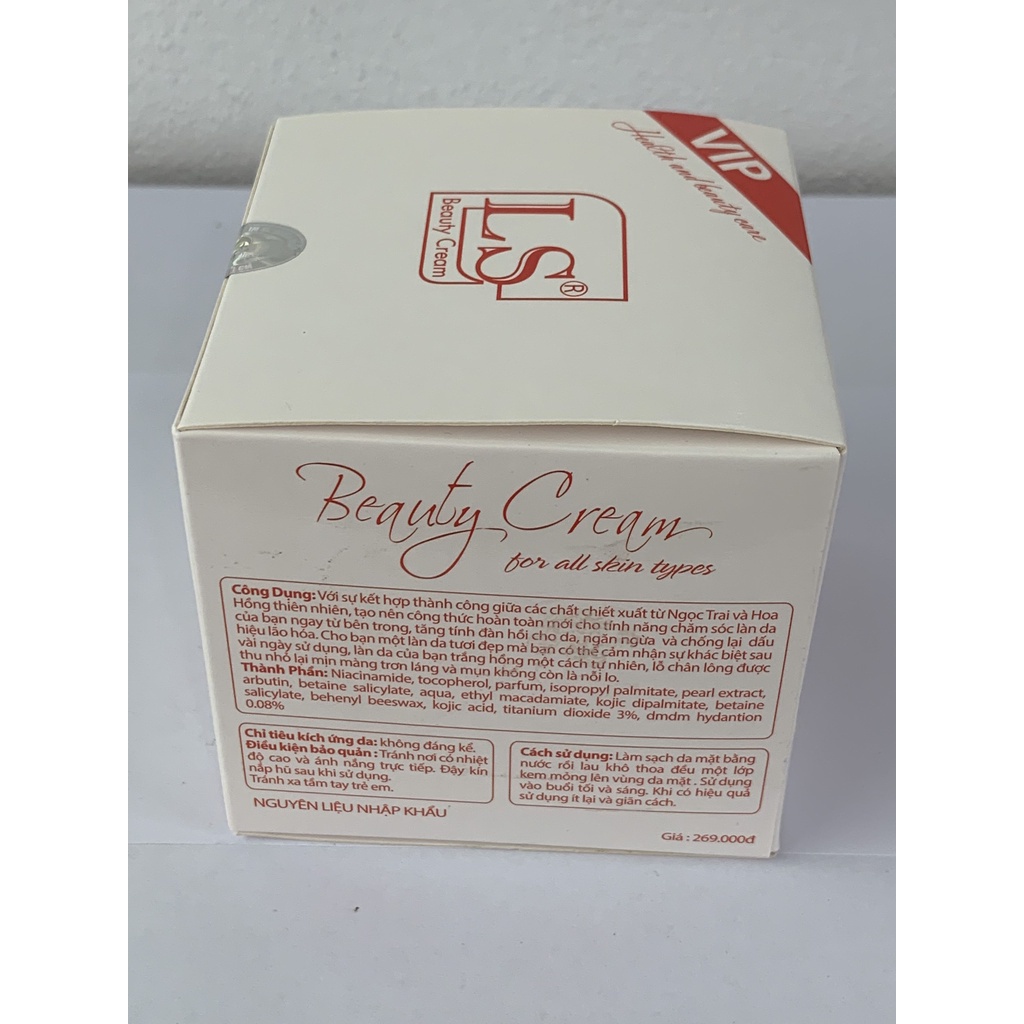 VIP
Health and beauty care
LS®
Beauty Cream
Beauty Cream
for all skin types
Công Dụng: Với sự kết hợp thành công giữa các chất chiết xuất từ Ngọc Trai và Hoa
Hồng thiên nhiên, tạo nên công thức hoàn toàn mới cho tính năng chăm sóc làn da
của bạn ngay từ bên trong, tăng tính đàn hồi cho da, ngăn ngừa và chống lại dấu
hiệu lão hóa. Cho bạn một làn da tươi đẹp mà bạn có thể cảm nhận sự khác biệt sau
vài ngày sử dụng, làn da của bạn trắng hồng một cách tự nhiên, lỗ chân lông được
thu nhỏ lại mịn màng trơn láng và mụn không còn là nỗi lo.
Thành Phần: Niacinamide, tocopherol, parfum, isopropyl palmitate, pearl extract,
arbutin, betaine salicylate, aqua, ethyl macadamiate, kojic dipalmitate, betaine
salicylate, behenyl beeswax, kojic acid, titanium dioxide 3%, dmdm hydantion
0.08%
Chỉ tiêu kích ứng da: không đáng kể.
Điều kiện bảo quản : Tránh nơi có nhiệt
độ cao và ánh nắng trực tiếp. Đậy kín
nắp hũ sau khi sử dụng.
Tránh xa tầm tay trẻ em.
Cách sử dụng: Làm sạch da mặt bằng
nước rồi lau khô thoa đều một lớp
kem mỏng lên vùng da mặt . Sử dụng
vào buổi tối và sáng. Khi có hiệu quả
sử dụng ít lại và giãn cách.
NGUYÊN LIỆU NHẬP KHẨU
Giá : 269.000đ